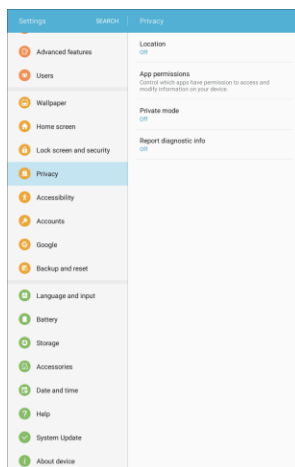 Settings
SEARCH
Advanced features
Users
Wallpaper
Home screen
Lock screen and security
Privacy
Accessibility
Accounts
Google
Backup and reset
Language and input
Battery
Storage
Accessories
Date and time
Help
System Update
About device
Privacy
Location
Off
App permissions
Control which apps have permission to access and
modify information on your device.
Private mode
Off
Report diagnostic info
Off